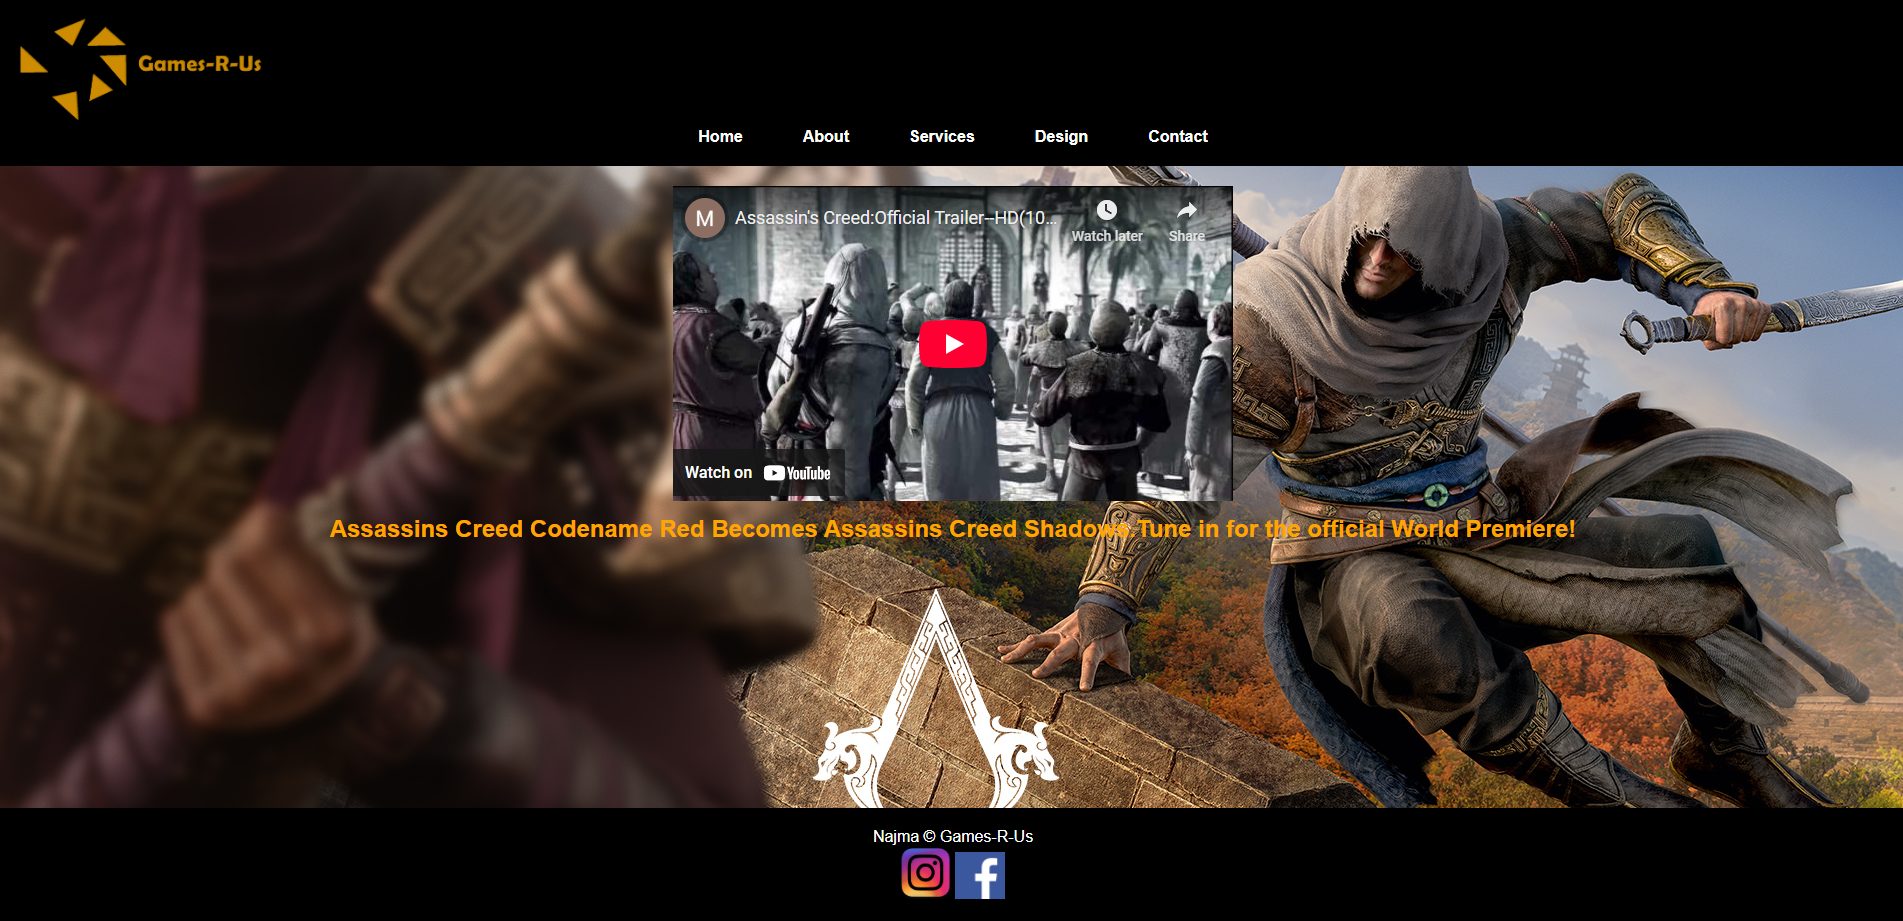 Games-R-Us
Home About Services Design Contact
M Assassin's Creed:Official Trailer--HD(10...
Watch later Share
Watch on YouTube
Assassins Creed Codename Red Becomes Assassins Creed Shadows.Tune in for the official World Premiere!
Najma © Games-R-Us